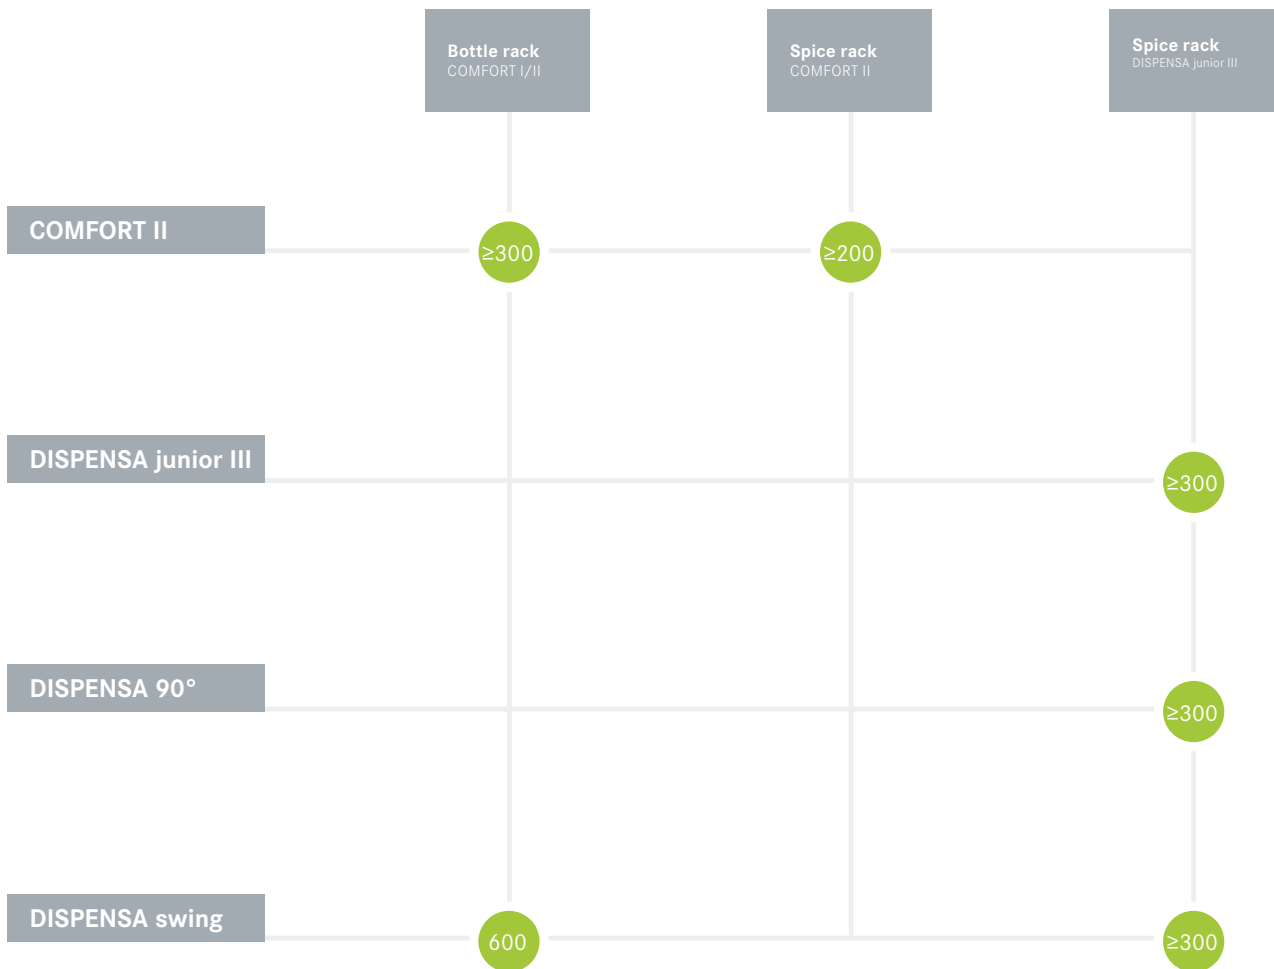 Bottle rack
COMFORT I/II
Spice rack
COMFORT II
Spice rack
DISPENSA junior III
COMFORT II
≥300
≥200
DISPENSA junior III
≥300
DISPENSA 90°
≥300
DISPENSA swing
600
≥300